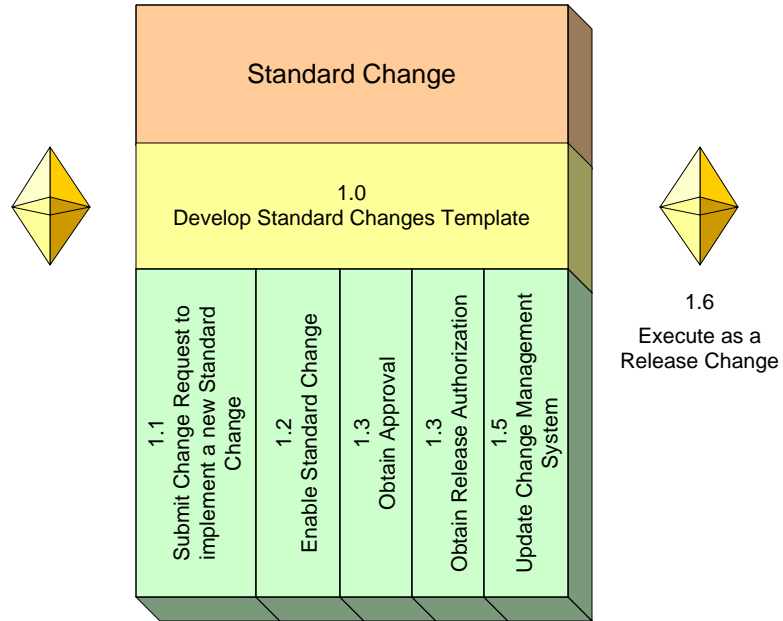 Standard Change
1.0
Develop Standard Changes Template
1.1
Submit Change Request to
implement a new Standard
Change
1.2
Enable Standard Change
1.3
Obtain Approval
1.3
Obtain Release Authorization
1.5
Update Change Management
System
1.6
Execute as a
Release Change